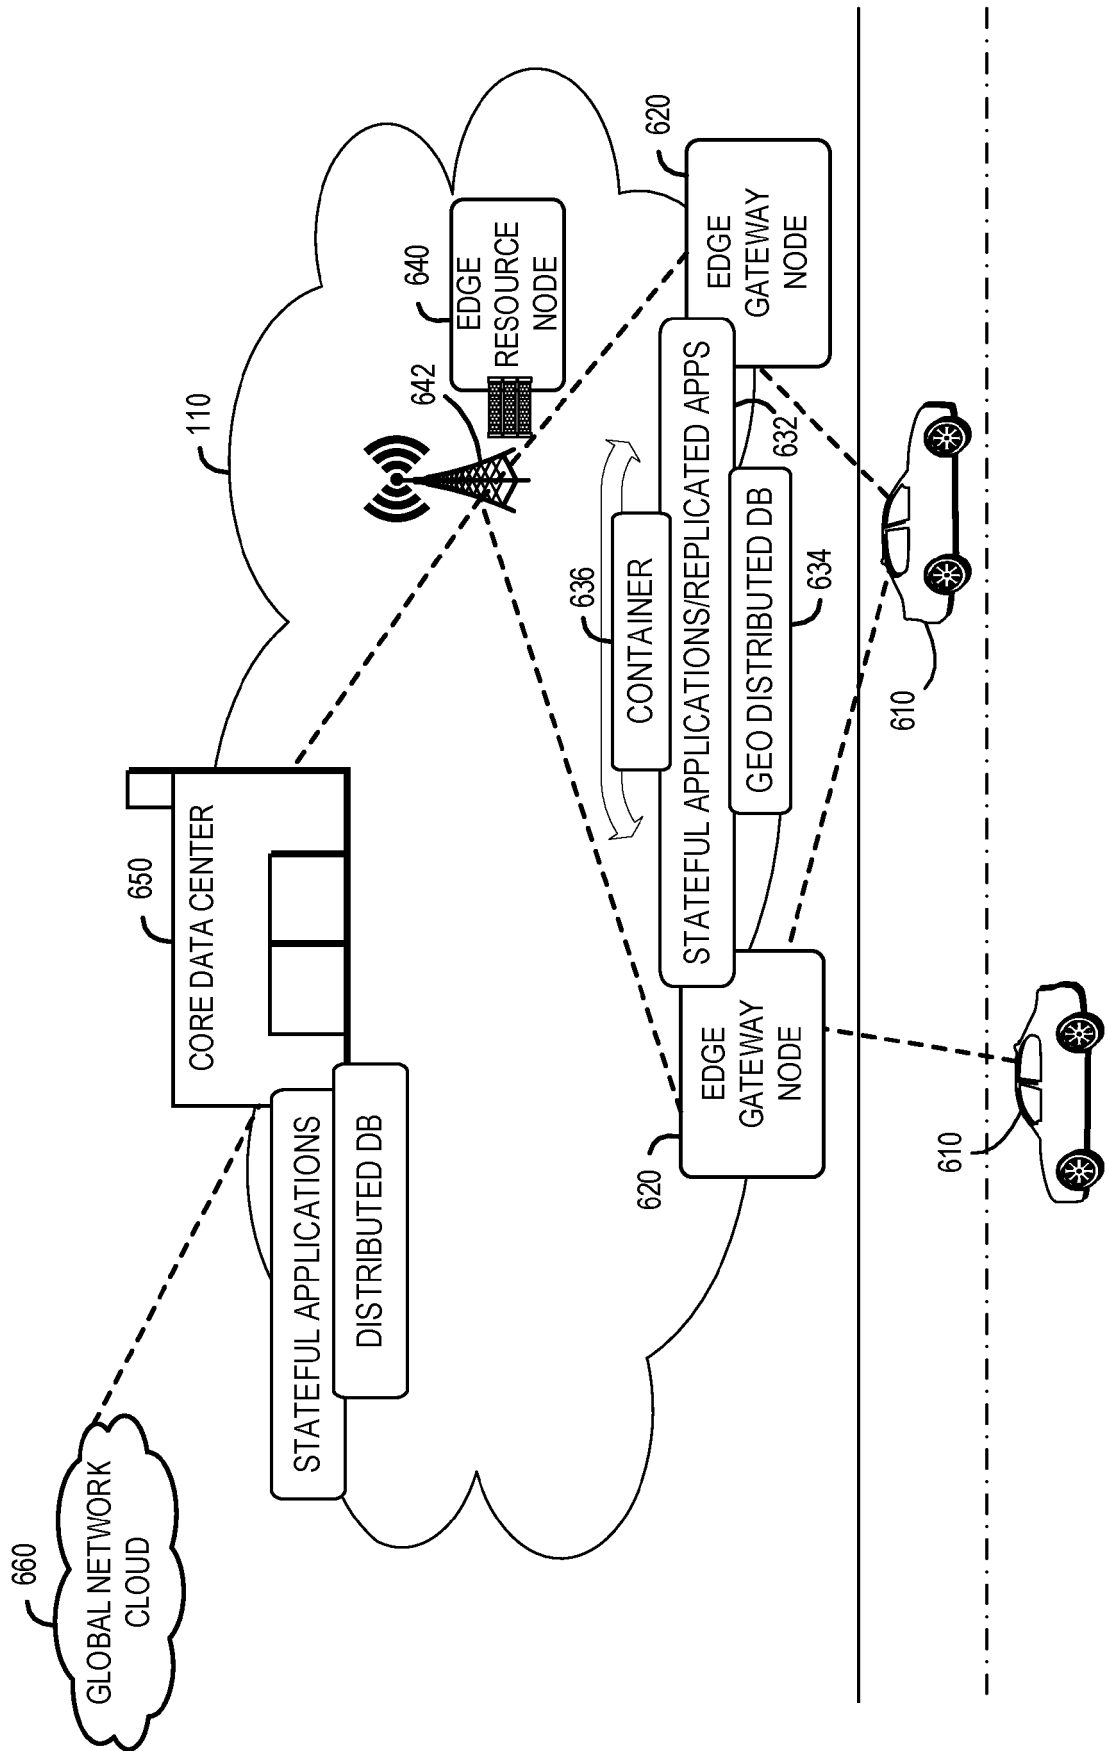 660
GLOBAL NETWORK
CLOUD
650
CORE DATA CENTER
STATEFUL APPLICATIONS
DISTRIBUTED DB
110
642
640
EDGE
RESOURCE
NODE
636
CONTAINER
STATEFUL APPLICATIONS/REPLICATED APPS
632
GEO DISTRIBUTED DB
634
620
EDGE
GATEWAY
NODE
620
EDGE
GATEWAY
NODE
610
610